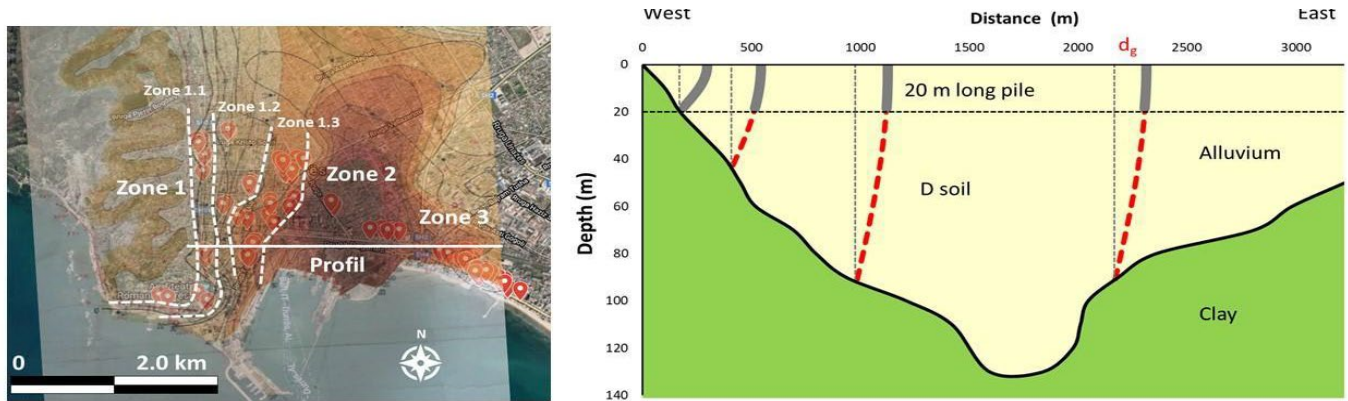 Zone 1.1
Zone 1.2
Zone 1.3
Zone 1
Zone 2
Zone 3
Profil
N
0 2.0 km
West Distance (m) East
d_g
0 500 1000 1500 2000 2500 3000
Depth (m)
0
20
40
60
80
100
120
140
20 m long pile
Alluvium
D soil
Clay